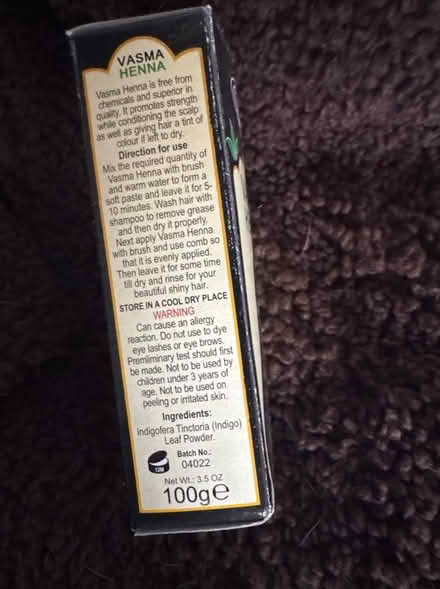 VASMA
HENNA
Vasma Henna is free from
chemicals and superior in
quality. It promotes strength
while conditioning the scalp
as well as giving hair a tint of
colour if left to dry.
Direction for use
Mix the required quantity of
Vasma Henna with brush
and warm water to form a
soft paste and leave it for 5-
10 minutes. Wash hair with
shampoo to remove grease
and then dry it properly.
Next apply Vasma Henna
with brush and use comb so
that it is evenly applied.
Then leave it for some time
till dry and rinse for your
beautiful shiny hair.
STORE IN A COOL DRY PLACE
WARNING
Can cause an allergy
reaction. Do not use to dye
eye lashes or eye brows.
Premliminary test should first
be made. Not to be used by
children under 3 years of
age. Not to be used on
peeling or irritated skin.
Ingredients:
Indigofera Tinctoria (Indigo)
Leaf Powder.
Batch No.:
04022
Net Wt.: 3.5 OZ
100g e